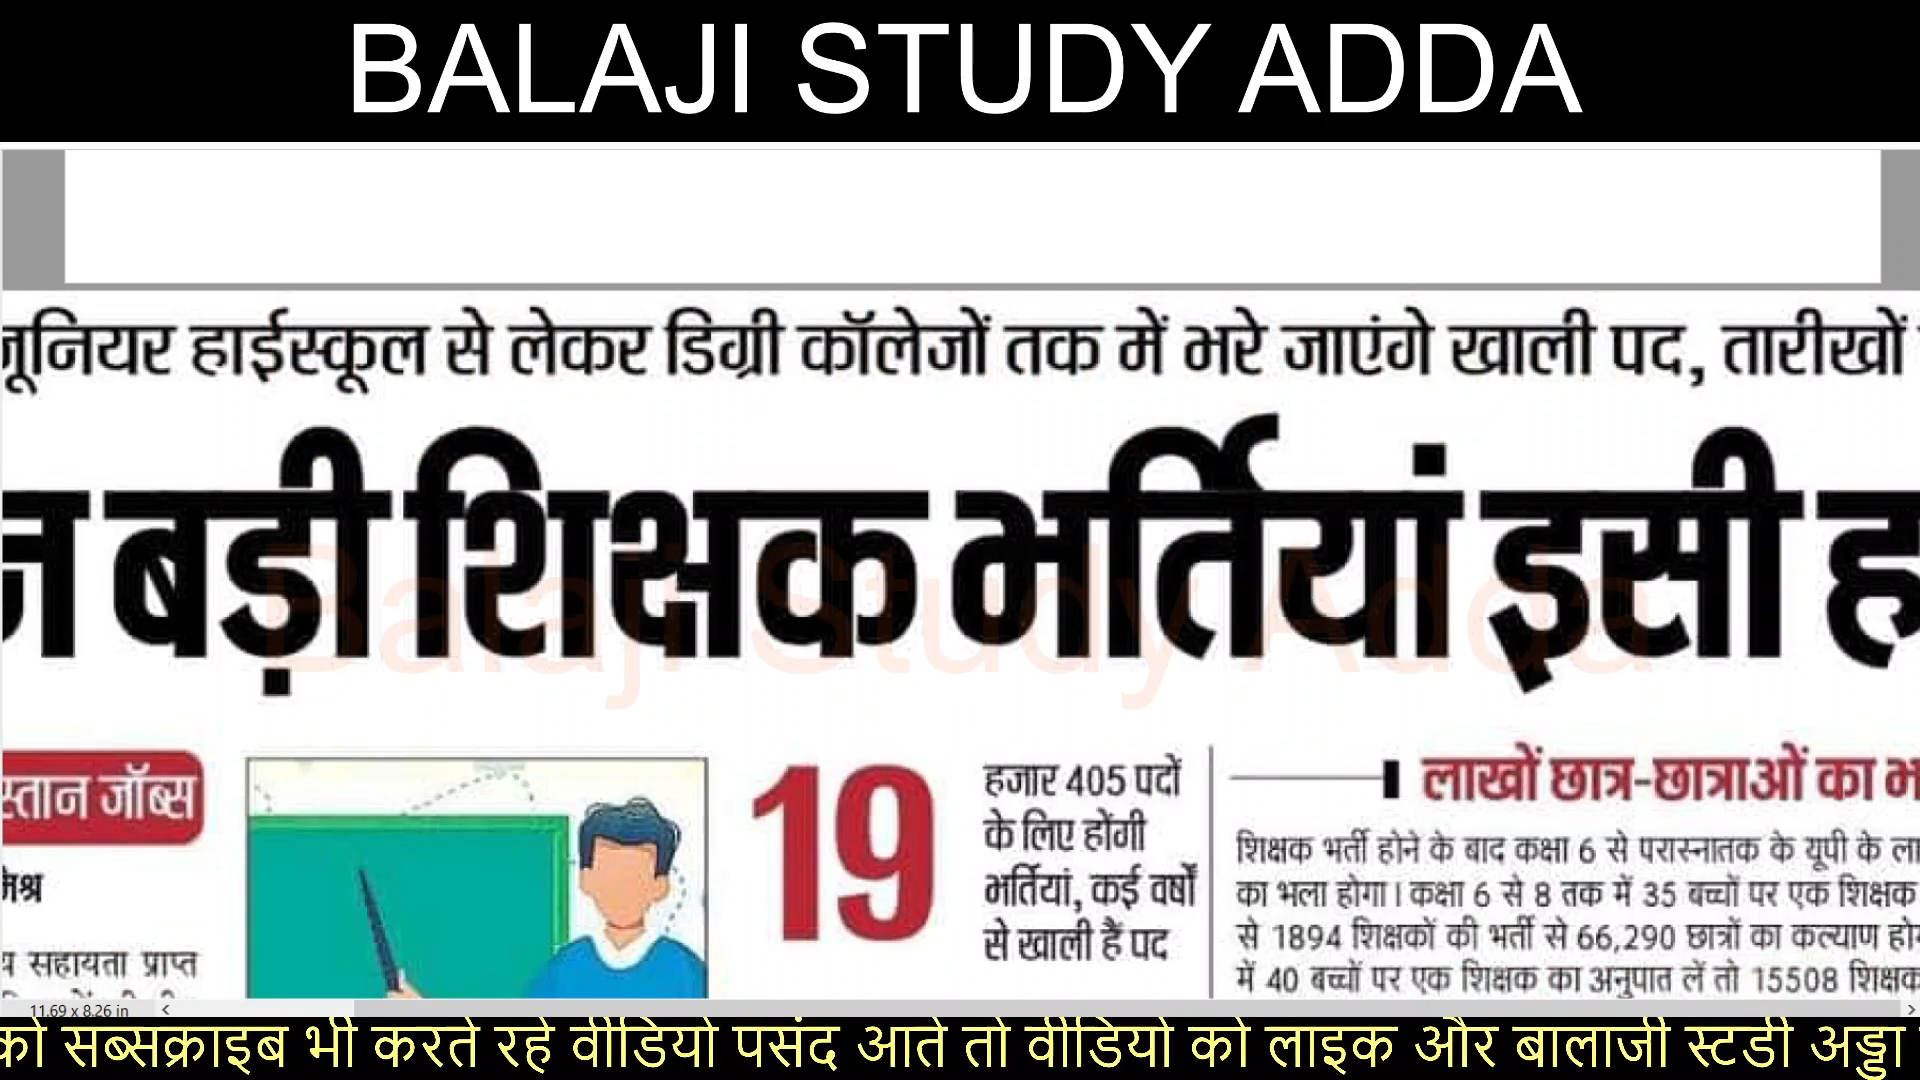 BALAJI STUDY ADDA
जूनियर हाईस्कूल से लेकर डिग्री कॉलेजों तक में भरे जाएंगे खाली पद, तारीखों
बड़ी शिक्षक भर्तियां इसी
Balaji Study Adda
जॉब्स
19
हजार 405 पदों
के लिए होंगी
भर्तियां, कई वर्षों
से खाली हैं पद
लाखों छात्र-छात्राओं का
शिक्षक भर्ती होने के बाद कक्षा 6 से परास्नातक के यूपी के
का भला होगा। कक्षा 6 से 8 तक में 35 बच्चों पर एक शिक्षक
से 1894 शिक्षकों की भर्ती से 66,290 छात्रों का कल्याण
में 40 बच्चों पर एक शिक्षक का अनुपात लें तो 15508
सहायता प्राप्त
11.69 x 8.26 in
को सब्सक्राइब भी करते रहे वीडियो पसंद आते तो वीडियो को लाइक और बालाजी स्टडी अड्डा